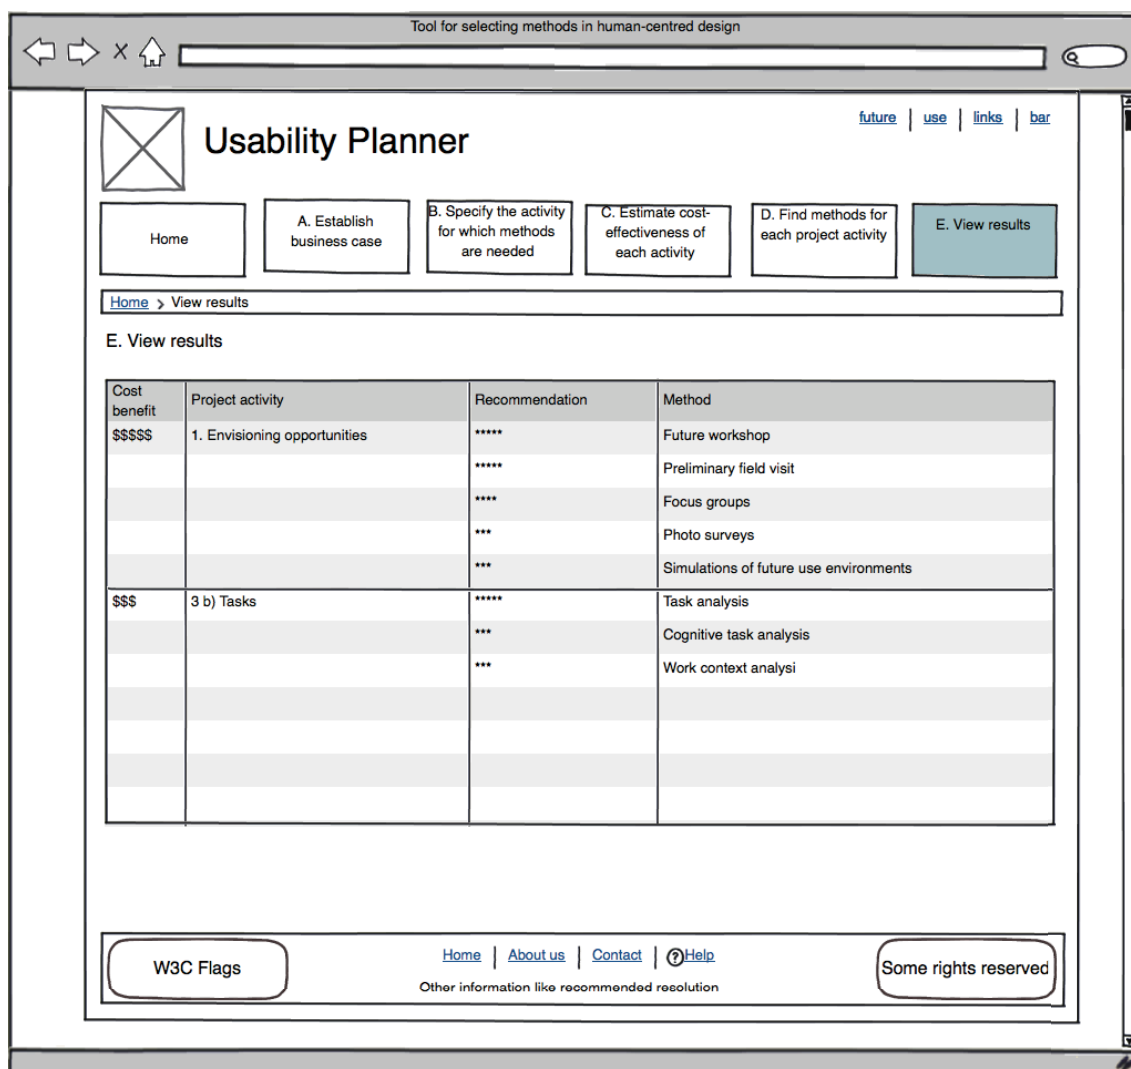 Tool for selecting methods in human-centred design
future use links bar
Usability Planner
Home
A. Establish
business case
B. Specify the activity
for which methods
are needed
C. Estimate cost-
effectiveness of
each activity
D. Find methods for
each project activity
E. View results
Home > View results
E. View results
Cost
benefit
Project activity
Recommendation
Method
$$$$$ 1. Envisioning opportunities ***** Future workshop
***** Preliminary field visit
**** Focus groups
*** Photo surveys
*** Simulations of future use environments
$$$ 3 b) Tasks ***** Task analysis
*** Cognitive task analysis
*** Work context analysi
W3C Flags
Home | About us | Contact | ?Help
Other information like recommended resolution
Some rights reserved